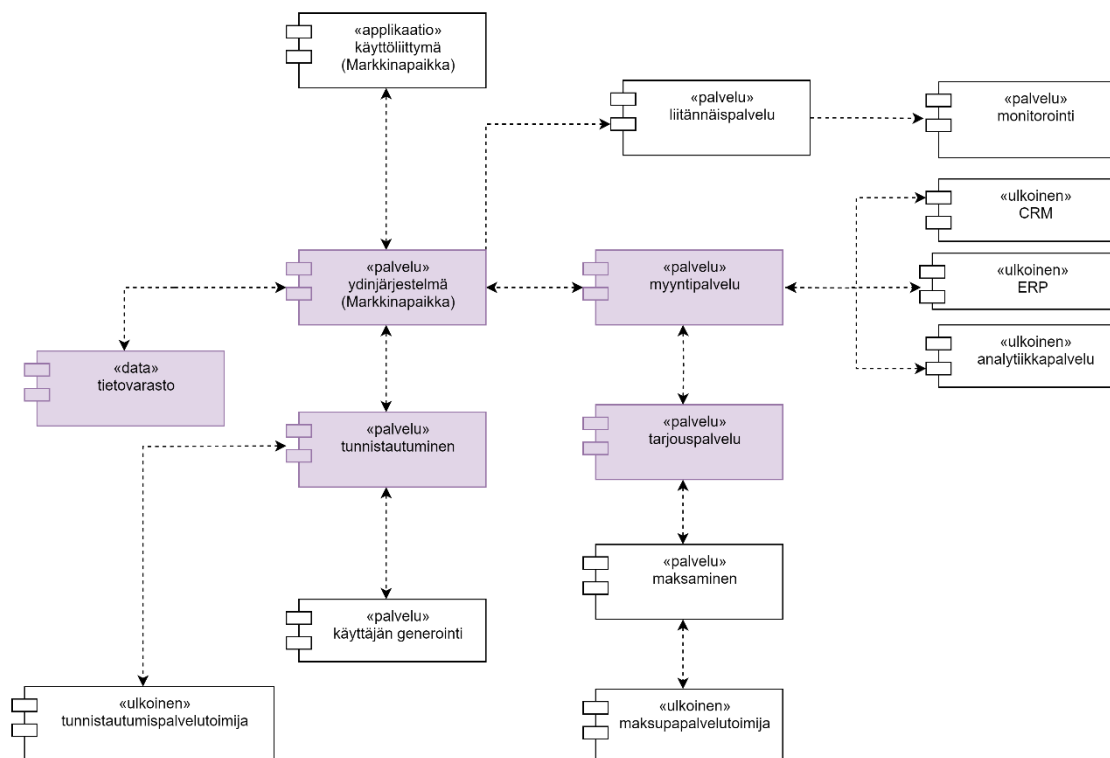 «applikaatio»
käyttöliittymä
(Markkinapaikka)
«palvelu»
liitännäispalvelu
«palvelu»
monitorointi
«ulkoinen»
CRM
«palvelu»
ydinjärjestelmä
(Markkinapaikka)
«palvelu»
myyntipalvelu
«ulkoinen»
ERP
«ulkoinen»
analytiikkapalvelu
«data»
tietovarasto
«palvelu»
tunnistautuminen
«palvelu»
tarjouspalvelu
«palvelu»
maksaminen
«palvelu»
käyttäjän generointi
«ulkoinen»
tunnistautumispalvelutoimija
«ulkoinen»
maksupapalvelutoimija